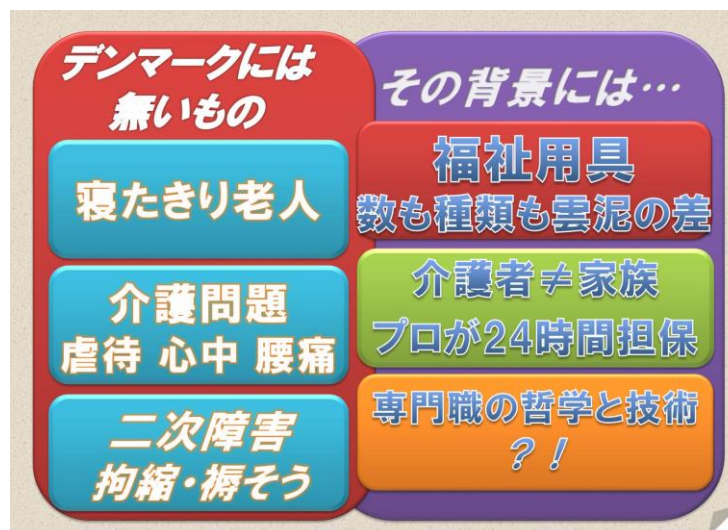 デンマークには
無いもの
寝たきり老人
介護問題
虐待 心中 腰痛
二次障害
拘縮・褥そう
その背景には…
福祉用具
数も種類も雲泥の差
介護者≠家族
プロが24時間担保
専門職の哲学と技術
？！